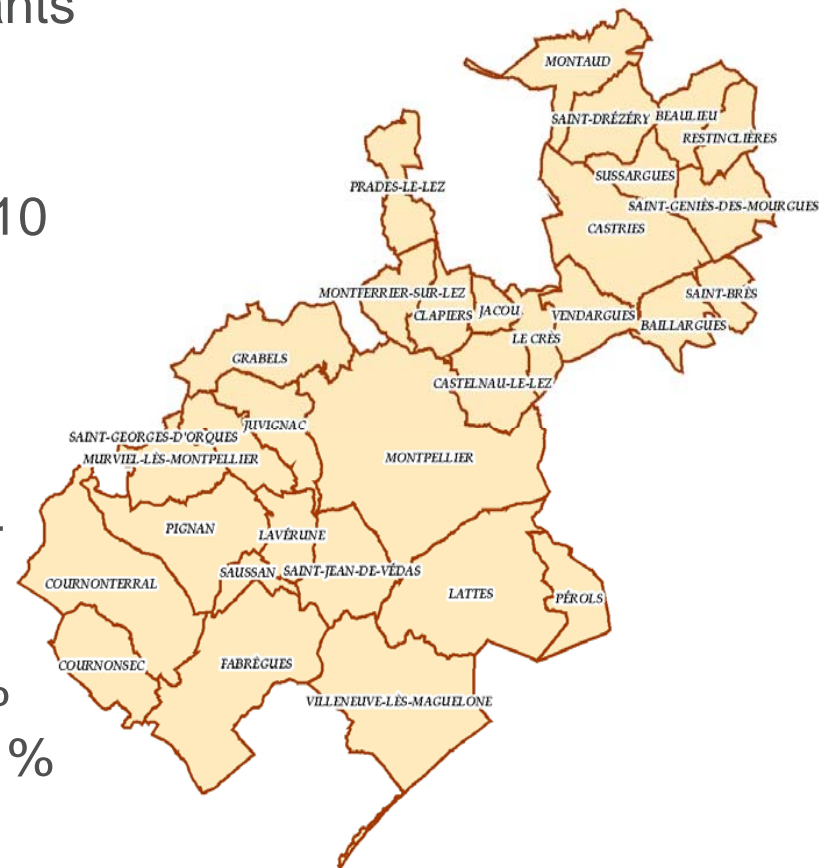 ants
MONTAUD
SAINT-DRÉZÉRY
BEAULIEU
RESTINCLIÈRES
SUSSARGUES
PRADES-LE-LEZ
10
SAINT-GENIÈS-DES-MOURGUES
CASTRIES
MONTFERRIER-SUR-LEZ
SAINT-BRÈS
CLAPIERS
JACOU
VENDARGUES
BAILLARGUES
LE CRÈS
GRABELS
CASTELNAU-LE-LEZ
JUVIGNAC
SAINT-GEORGES-D'ORQUES
MURVIEL-LÈS-MONTPELLIER
MONTPELLIER
PIGNAN
LAVÉRUNE
SAUSSAN
SAINT-JEAN-DE-VÉDAS
COURNONTERRAL
LATTES
PÉROLS
COURNONSEC
FABRÈGUES
VILLENEUVE-LÈS-MAGUELONE
%